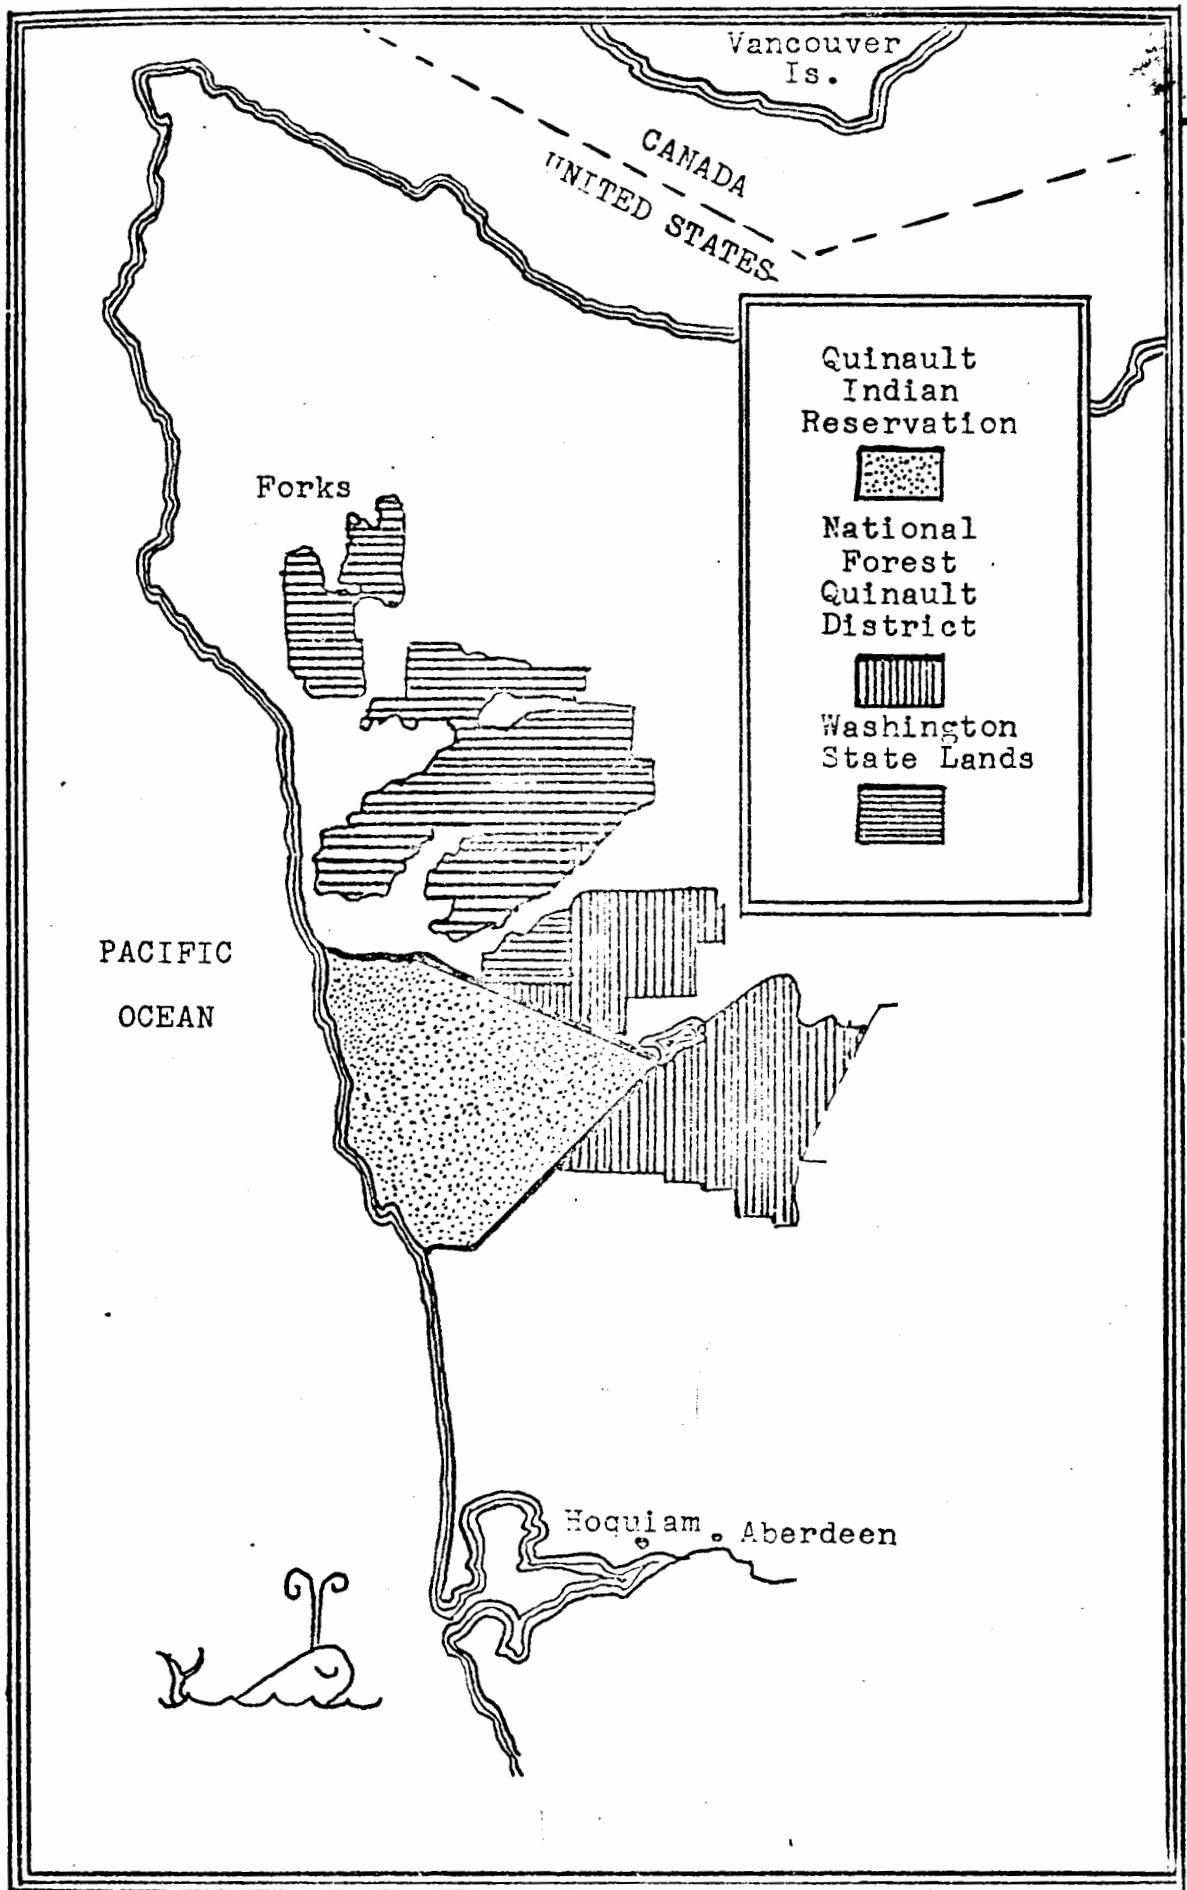 Vancouver
Is.
CANADA
UNITED STATES
Quinault
Indian
Reservation
National
Forest
Quinault
District
Washington
State Lands
Forks
PACIFIC
OCEAN
Hoquiam
Aberdeen